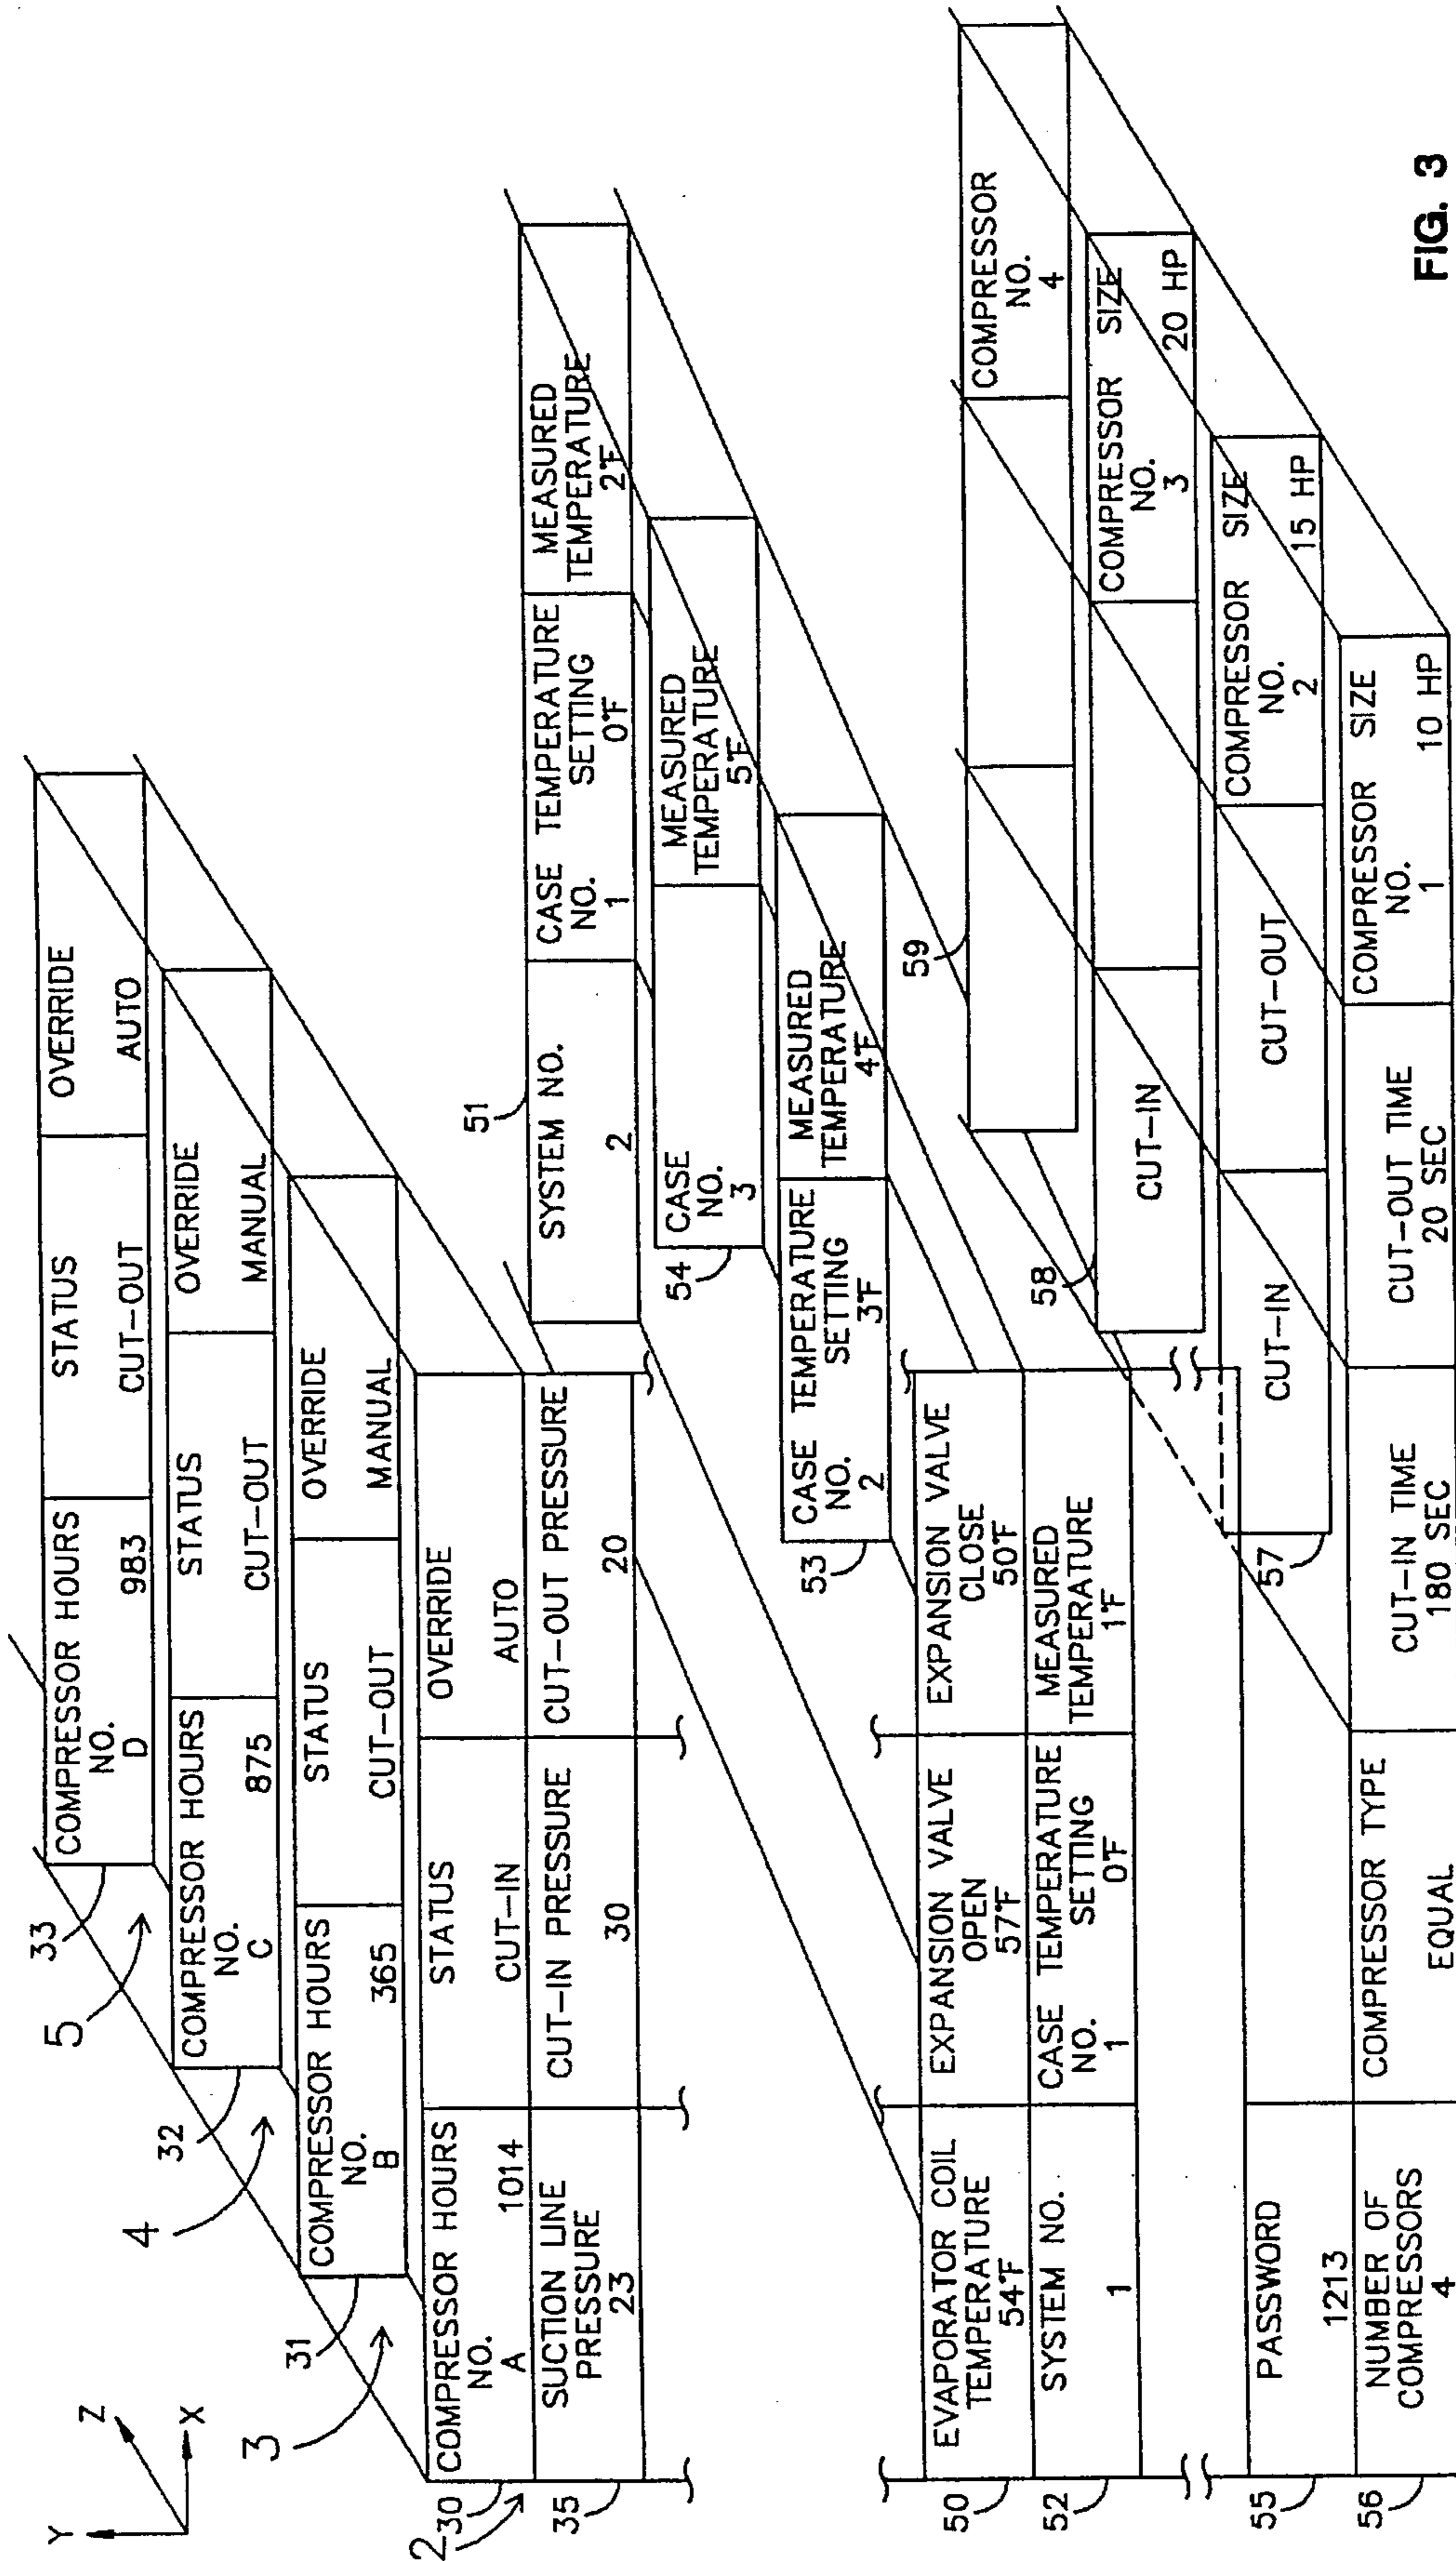 Y
Z
X
5
4
3
2
33
COMPRESSOR HOURS
NO.
D 983
STATUS
CUT-OUT
OVERRIDE
AUTO
32
COMPRESSOR HOURS
NO.
C 875
STATUS
CUT-OUT
OVERRIDE
MANUAL
31
COMPRESSOR HOURS
NO.
B 365
STATUS
CUT-OUT
OVERRIDE
MANUAL
30
COMPRESSOR HOURS
NO.
A 1014
STATUS
CUT-IN
OVERRIDE
AUTO
35
SUCTION LINE
PRESSURE
23
CUT-IN PRESSURE
30
CUT-OUT PRESSURE
20
51
SYSTEM NO.
2
CASE TEMPERATURE
NO. SETTING
1 0°F
MEASURED
TEMPERATURE
2°F
54
CASE
NO.
3
MEASURED
TEMPERATURE
5°F
53
CASE TEMPERATURE
NO. SETTING
2 3°F
MEASURED
TEMPERATURE
4°F
50
EVAPORATOR COIL
TEMPERATURE
54°F
EXPANSION VALVE
OPEN
57°F
EXPANSION VALVE
CLOSE
50°F
52
SYSTEM NO.
1
CASE TEMPERATURE
NO. SETTING
1 0°F
MEASURED
TEMPERATURE
1°F
59
COMPRESSOR
NO.
4
58
CUT-IN
COMPRESSOR SIZE
NO.
3 20 HP
57
CUT-IN
CUT-OUT
COMPRESSOR SIZE
NO.
2 15 HP
55
PASSWORD
1213
56
NUMBER OF
COMPRESSORS
4
COMPRESSOR TYPE
EQUAL
CUT-IN TIME
180 SEC
CUT-OUT TIME
20 SEC
COMPRESSOR SIZE
NO.
1 10 HP
FIG. 3